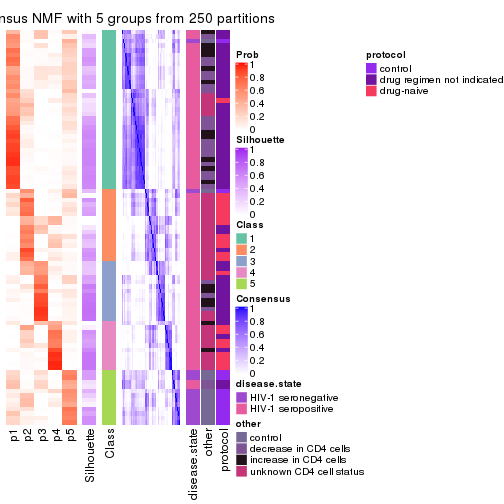 nsus NMF with 5 groups from 250 partitions
Prob
1
0.8
0.6
0.4
0.2
0
Silhouette
1
0.8
0.6
0.4
0.2
0
Class
1
2
3
4
5
Consensus
1
0.8
0.6
0.4
0.2
0
disease.state
HIV-1 seronegative
HIV-1 seropositive
other
control
decrease in CD4 cells
increase in CD4 cells
unknown CD4 cell status
protocol
control
drug regimen not indicated
drug-naive
p1
p2
p3
p4
p5
Silhouette
Class
disease.state
other
protocol